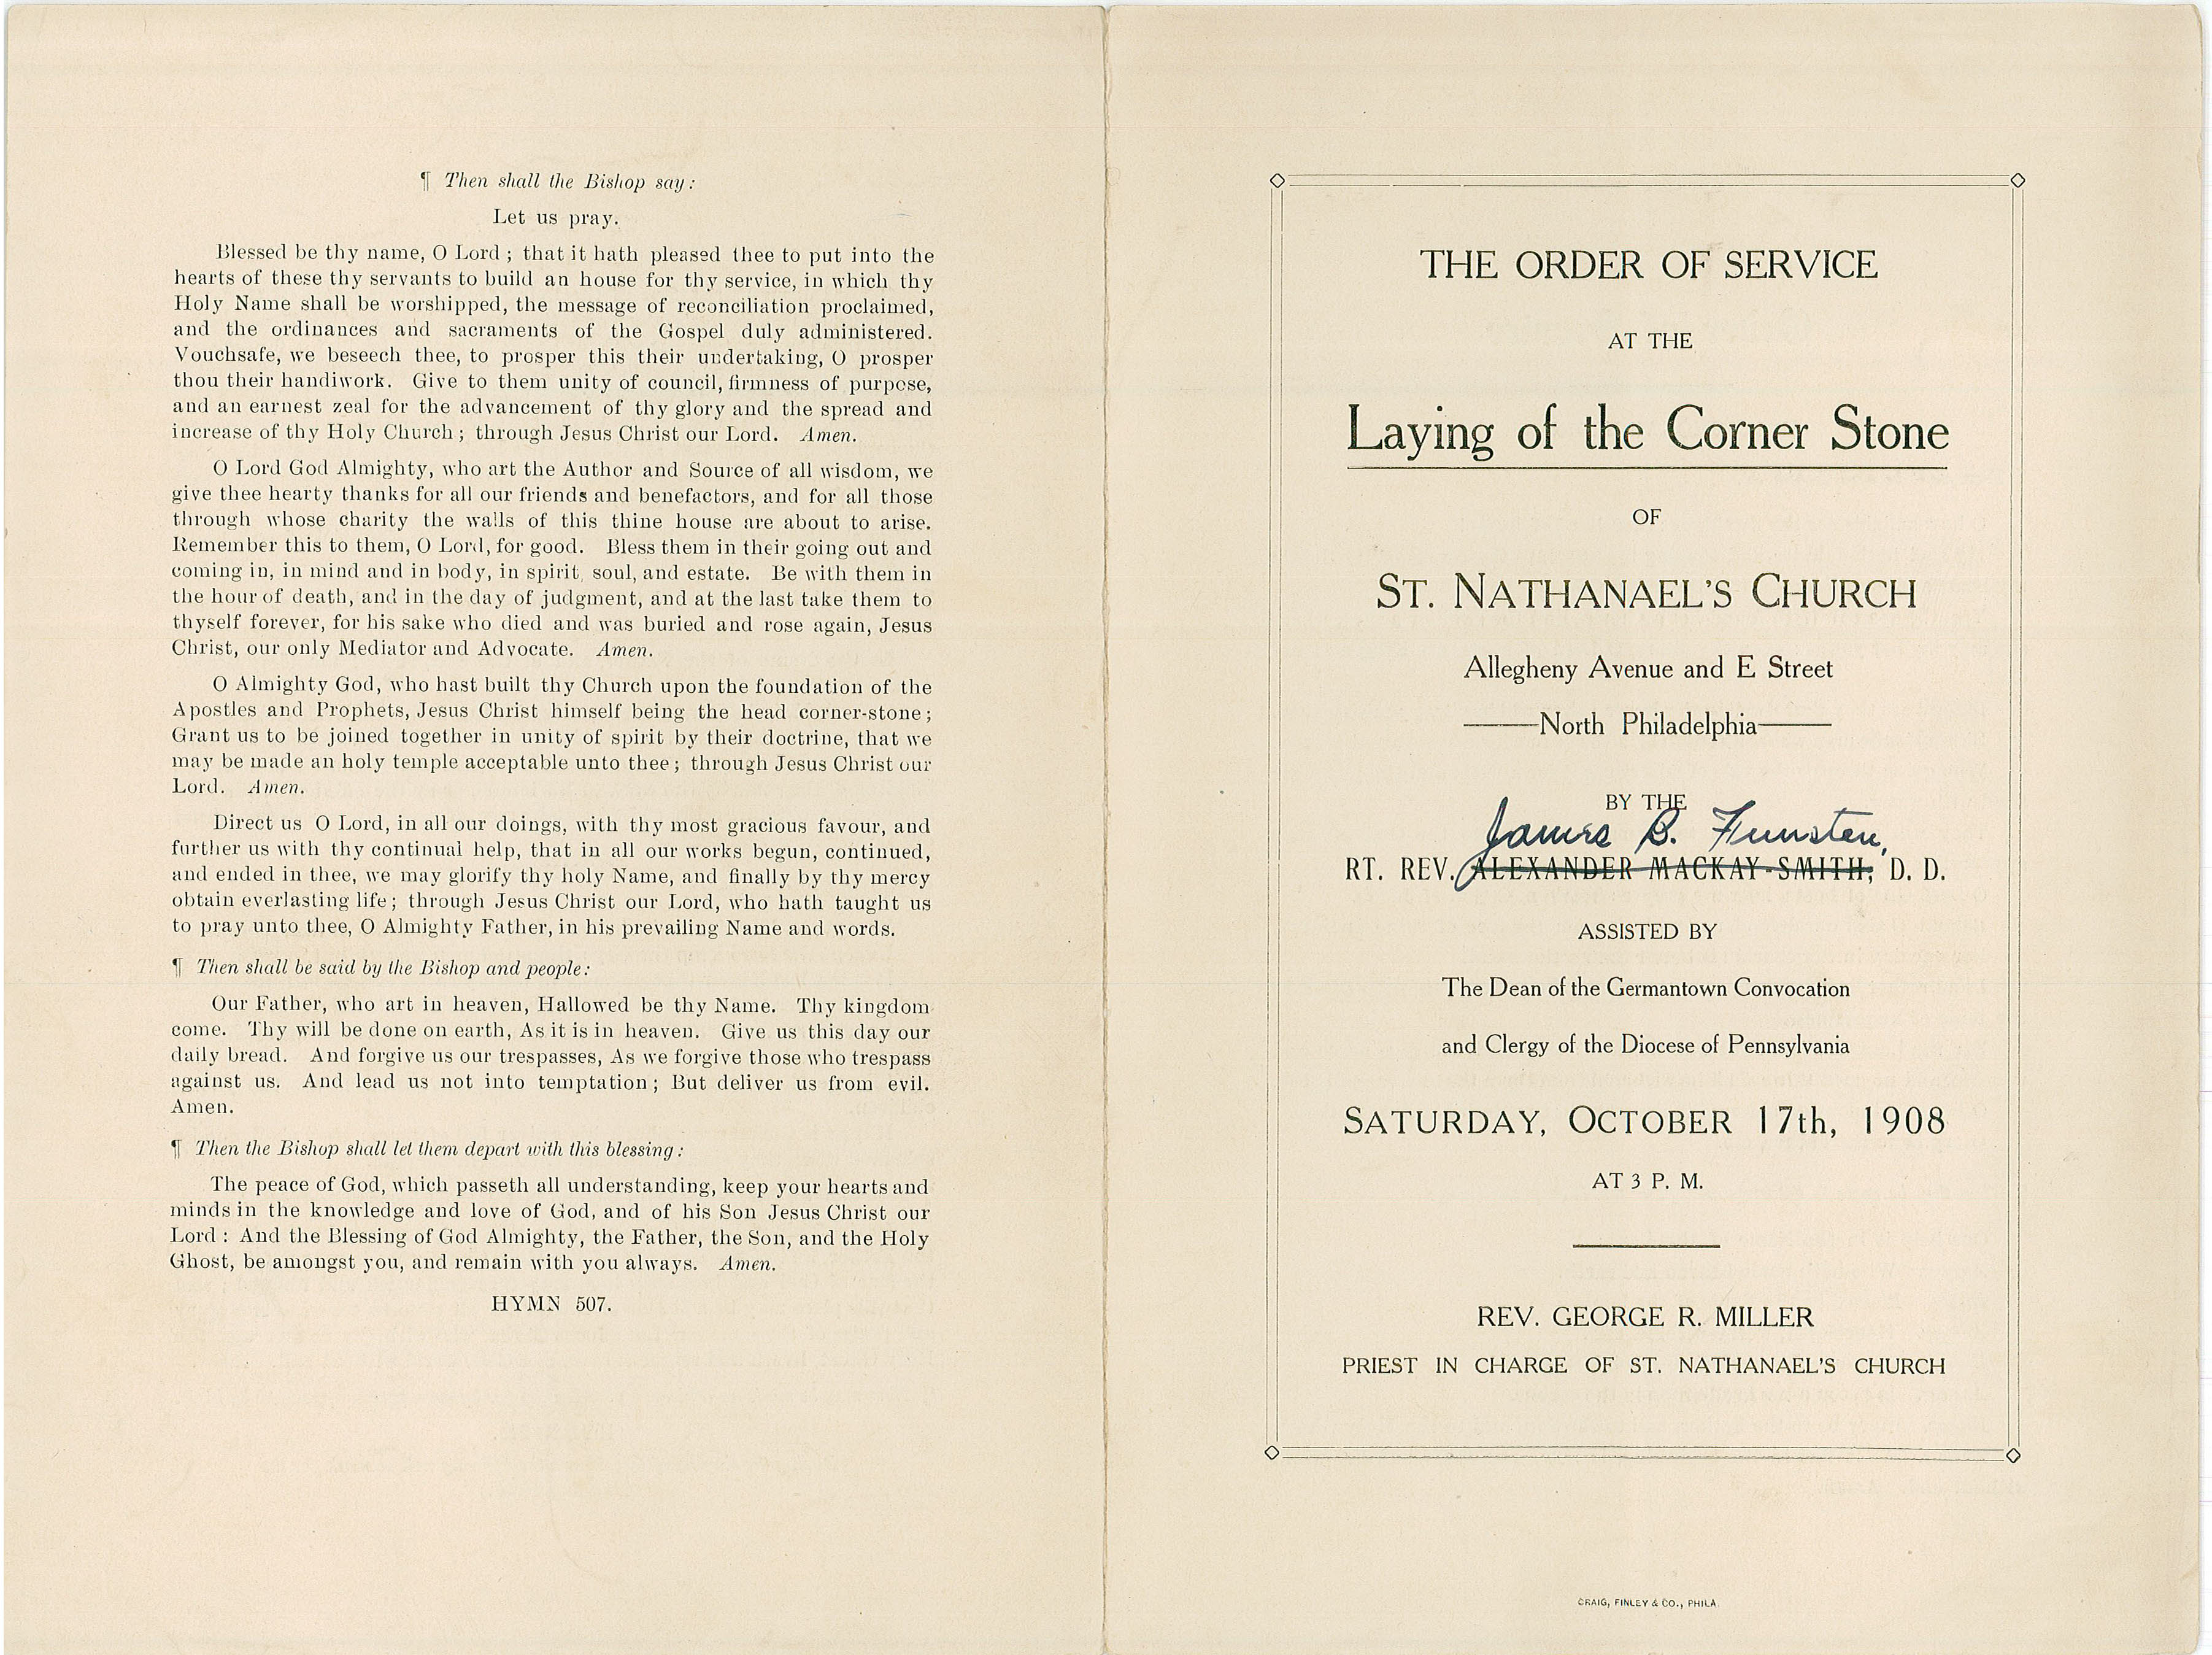 ¶ Then shall the Bishop say:
Let us pray.
Blessed be thy name, O Lord; that it hath pleased thee to put into the
hearts of these thy servants to build an house for thy service, in which thy
Holy Name shall be worshipped, the message of reconciliation proclaimed,
and the ordinances and sacraments of the Gospel duly administered.
Vouchsafe, we beseech thee, to prosper this their undertaking, O prosper
thou their handiwork. Give to them unity of council, firmness of purpose,
and an earnest zeal for the advancement of thy glory and the spread and
increase of thy Holy Church; through Jesus Christ our Lord. Amen.
O Lord God Almighty, who art the Author and Source of all wisdom, we
give thee hearty thanks for all our friends and benefactors, and for all those
through whose charity the walls of this thine house are about to arise.
Remember this to them, O Lord, for good. Bless them in their going out and
coming in, in mind and in body, in spirit, soul, and estate. Be with them in
the hour of death, and in the day of judgment, and at the last take them to
thyself forever, for his sake who died and was buried and rose again, Jesus
Christ, our only Mediator and Advocate. Amen.
O Almighty God, who hast built thy Church upon the foundation of the
Apostles and Prophets, Jesus Christ himself being the head corner-stone;
Grant us to be joined together in unity of spirit by their doctrine, that we
may be made an holy temple acceptable unto thee; through Jesus Christ our
Lord. Amen.
Direct us O Lord, in all our doings, with thy most gracious favour, and
further us with thy continual help, that in all our works begun, continued,
and ended in thee, we may glorify thy holy Name, and finally by thy mercy
obtain everlasting life; through Jesus Christ our Lord, who hath taught us
to pray unto thee, O Almighty Father, in his prevailing Name and words.
¶ Then shall be said by the Bishop and people:
Our Father, who art in heaven, Hallowed be thy Name. Thy kingdom
come. Thy will be done on earth, As it is in heaven. Give us this day our
daily bread. And forgive us our trespasses, As we forgive those who trespass
against us. And lead us not into temptation; But deliver us from evil.
Amen.
¶ Then the Bishop shall let them depart with this blessing:
The peace of God, which passeth all understanding, keep your hearts and
minds in the knowledge and love of God, and of his Son Jesus Christ our
Lord: And the Blessing of God Almighty, the Father, the Son, and the Holy
Ghost, be amongst you, and remain with you always. Amen.
HYMN 507.
THE ORDER OF SERVICE
AT THE
Laying of the Corner Stone
OF
ST. NATHANAEL'S CHURCH
Allegheny Avenue and E Street
North Philadelphia
BY THE
James B. Funsten,
RT. REV. ALEXANDER MACKAY-SMITH, D. D.
ASSISTED BY
The Dean of the Germantown Convocation
and Clergy of the Diocese of Pennsylvania
SATURDAY, OCTOBER 17th, 1908
AT 3 P. M.
REV. GEORGE R. MILLER
PRIEST IN CHARGE OF ST. NATHANAEL'S CHURCH
CRAIG, FINLEY & CO., PHILA.